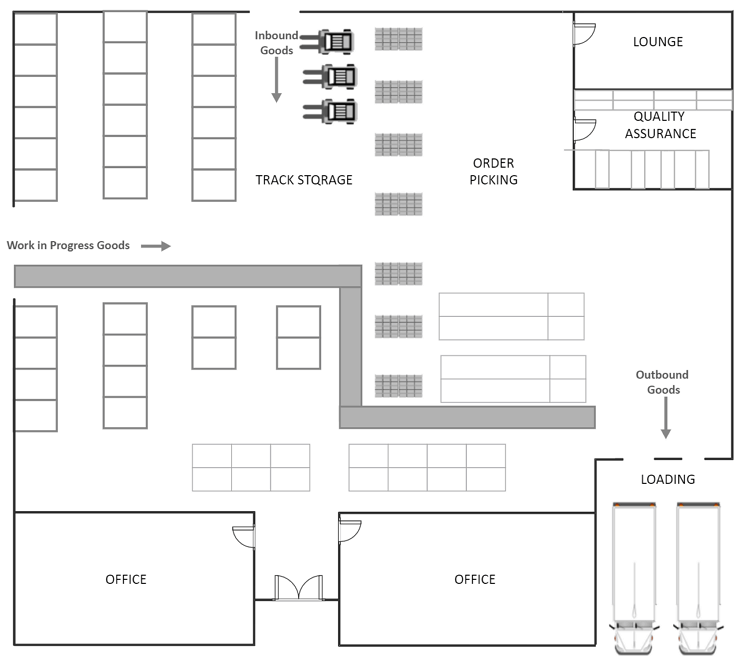 Inbound
Goods
LOUNGE
QUALITY
ASSURANCE
ORDER
PICKING
TRACK STQRAGE
Work in Progress Goods
Outbound
Goods
LOADING
OFFICE
OFFICE